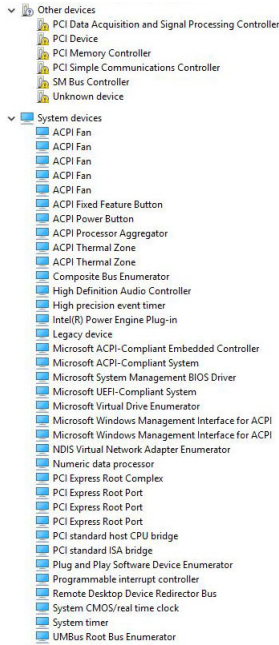 Other devices
PCI Data Acquisition and Signal Processing Controller
PCI Device
PCI Memory Controller
PCI Simple Communications Controller
SM Bus Controller
Unknown device
System devices
ACPI Fan
ACPI Fan
ACPI Fan
ACPI Fan
ACPI Fan
ACPI Fixed Feature Button
ACPI Power Button
ACPI Processor Aggregator
ACPI Thermal Zone
ACPI Thermal Zone
Composite Bus Enumerator
High Definition Audio Controller
High precision event timer
Intel(R) Power Engine Plug-in
Legacy device
Microsoft ACPI-Compliant Embedded Controller
Microsoft ACPI-Compliant System
Microsoft System Management BIOS Driver
Microsoft UEFI-Compliant System
Microsoft Virtual Drive Enumerator
Microsoft Windows Management Interface for ACPI
Microsoft Windows Management Interface for ACPI
NDIS Virtual Network Adapter Enumerator
Numeric data processor
PCI Express Root Complex
PCI Express Root Port
PCI Express Root Port
PCI Express Root Port
PCI standard host CPU bridge
PCI standard ISA bridge
Plug and Play Software Device Enumerator
Programmable interrupt controller
Remote Desktop Device Redirector Bus
System CMOS/real time clock
System timer
UMBus Root Bus Enumerator